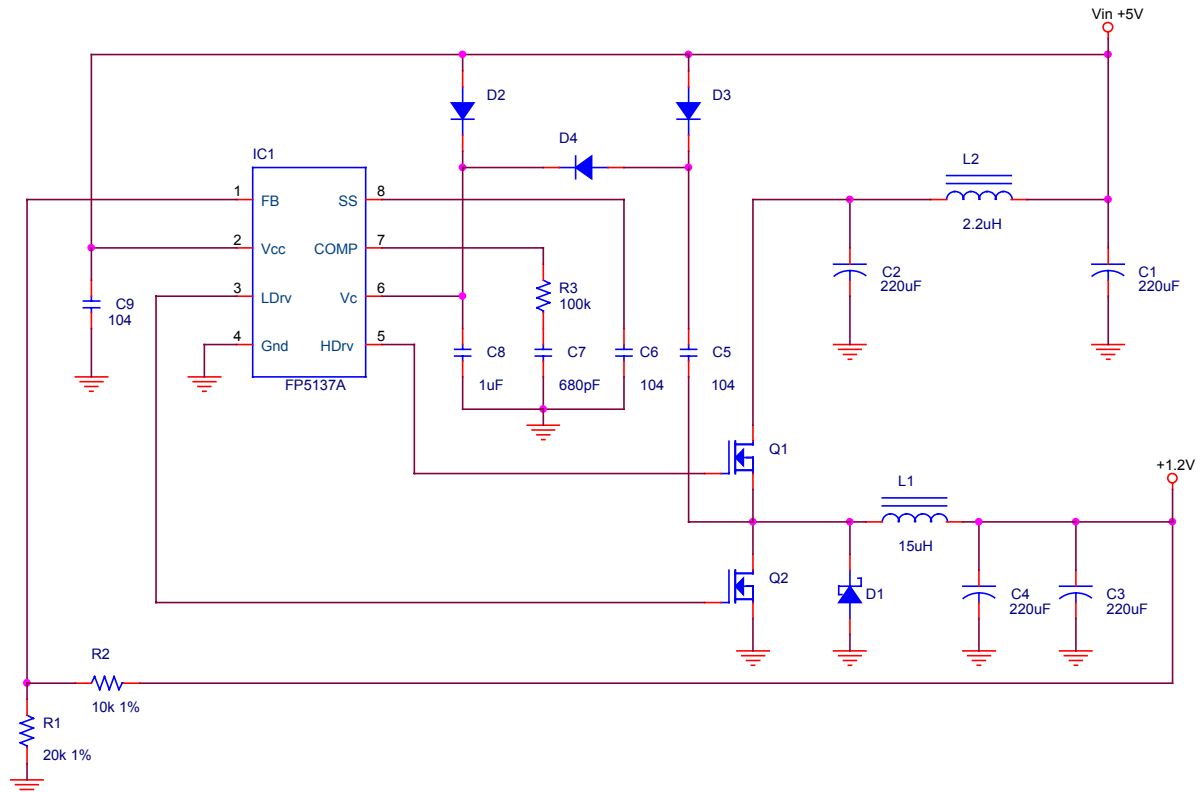 Vin +5V
D2
D3
D4
IC1
L2
2.2uH
1
FB
SS
8
2
Vcc
COMP
7
3
LDrv
Vc
6
4
Gnd
HDrv
5
FP5137A
C9
104
R3
100k
C2
220uF
C1
220uF
C8
1uF
C7
680pF
C6
104
C5
104
Q1
+1.2V
L1
15uH
Q2
D1
C4
220uF
C3
220uF
R2
10k 1%
R1
20k 1%